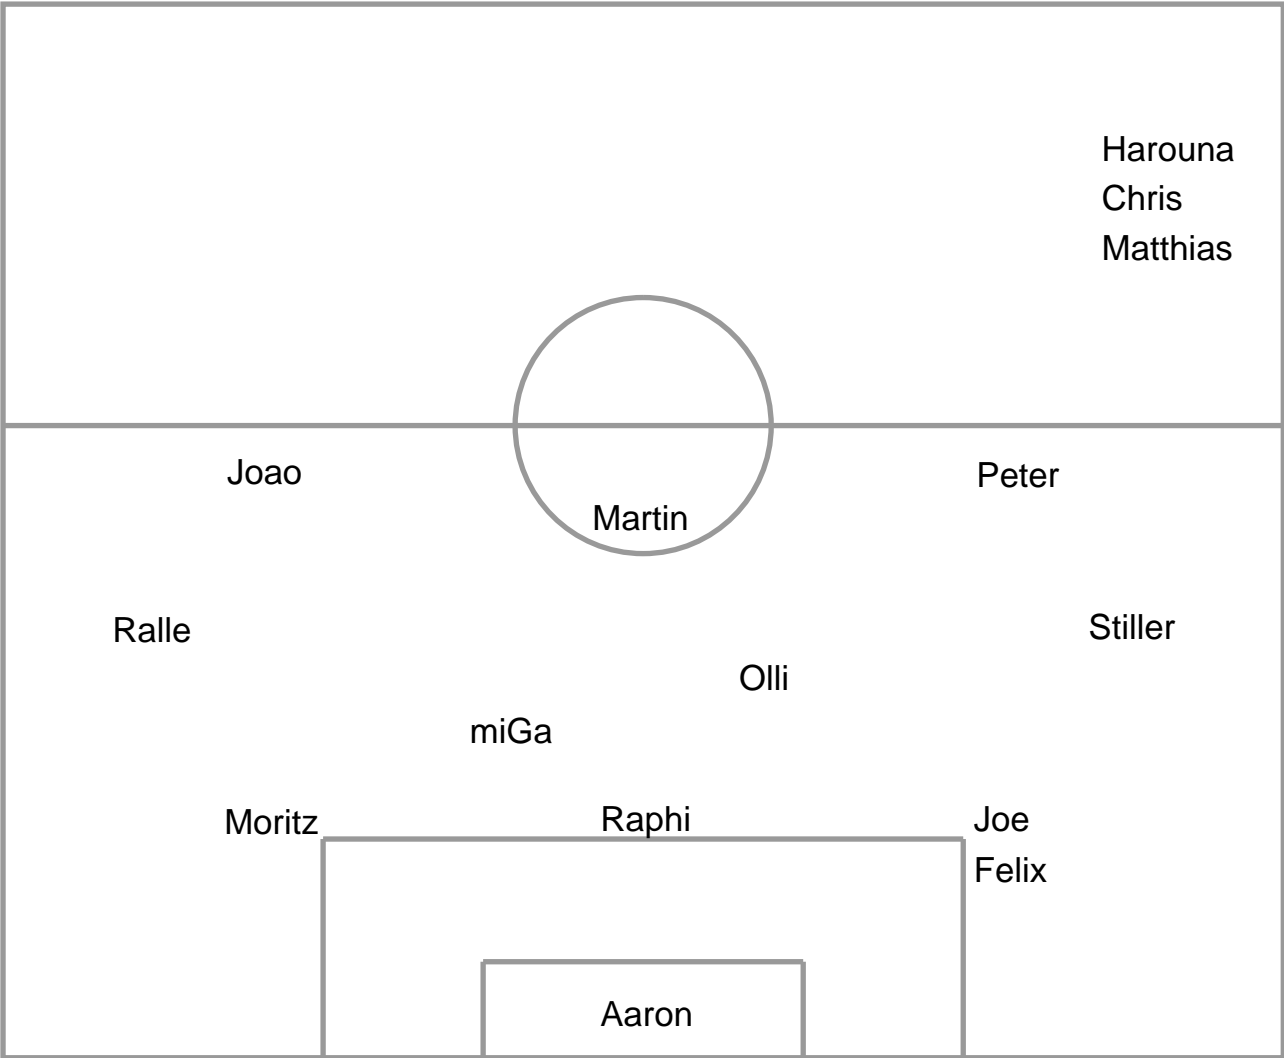 Harouna
Chris
Matthias
Joao
Peter
Martin
Ralle
Stiller
Olli
miGa
Moritz
Raphi
Joe
Felix
Aaron